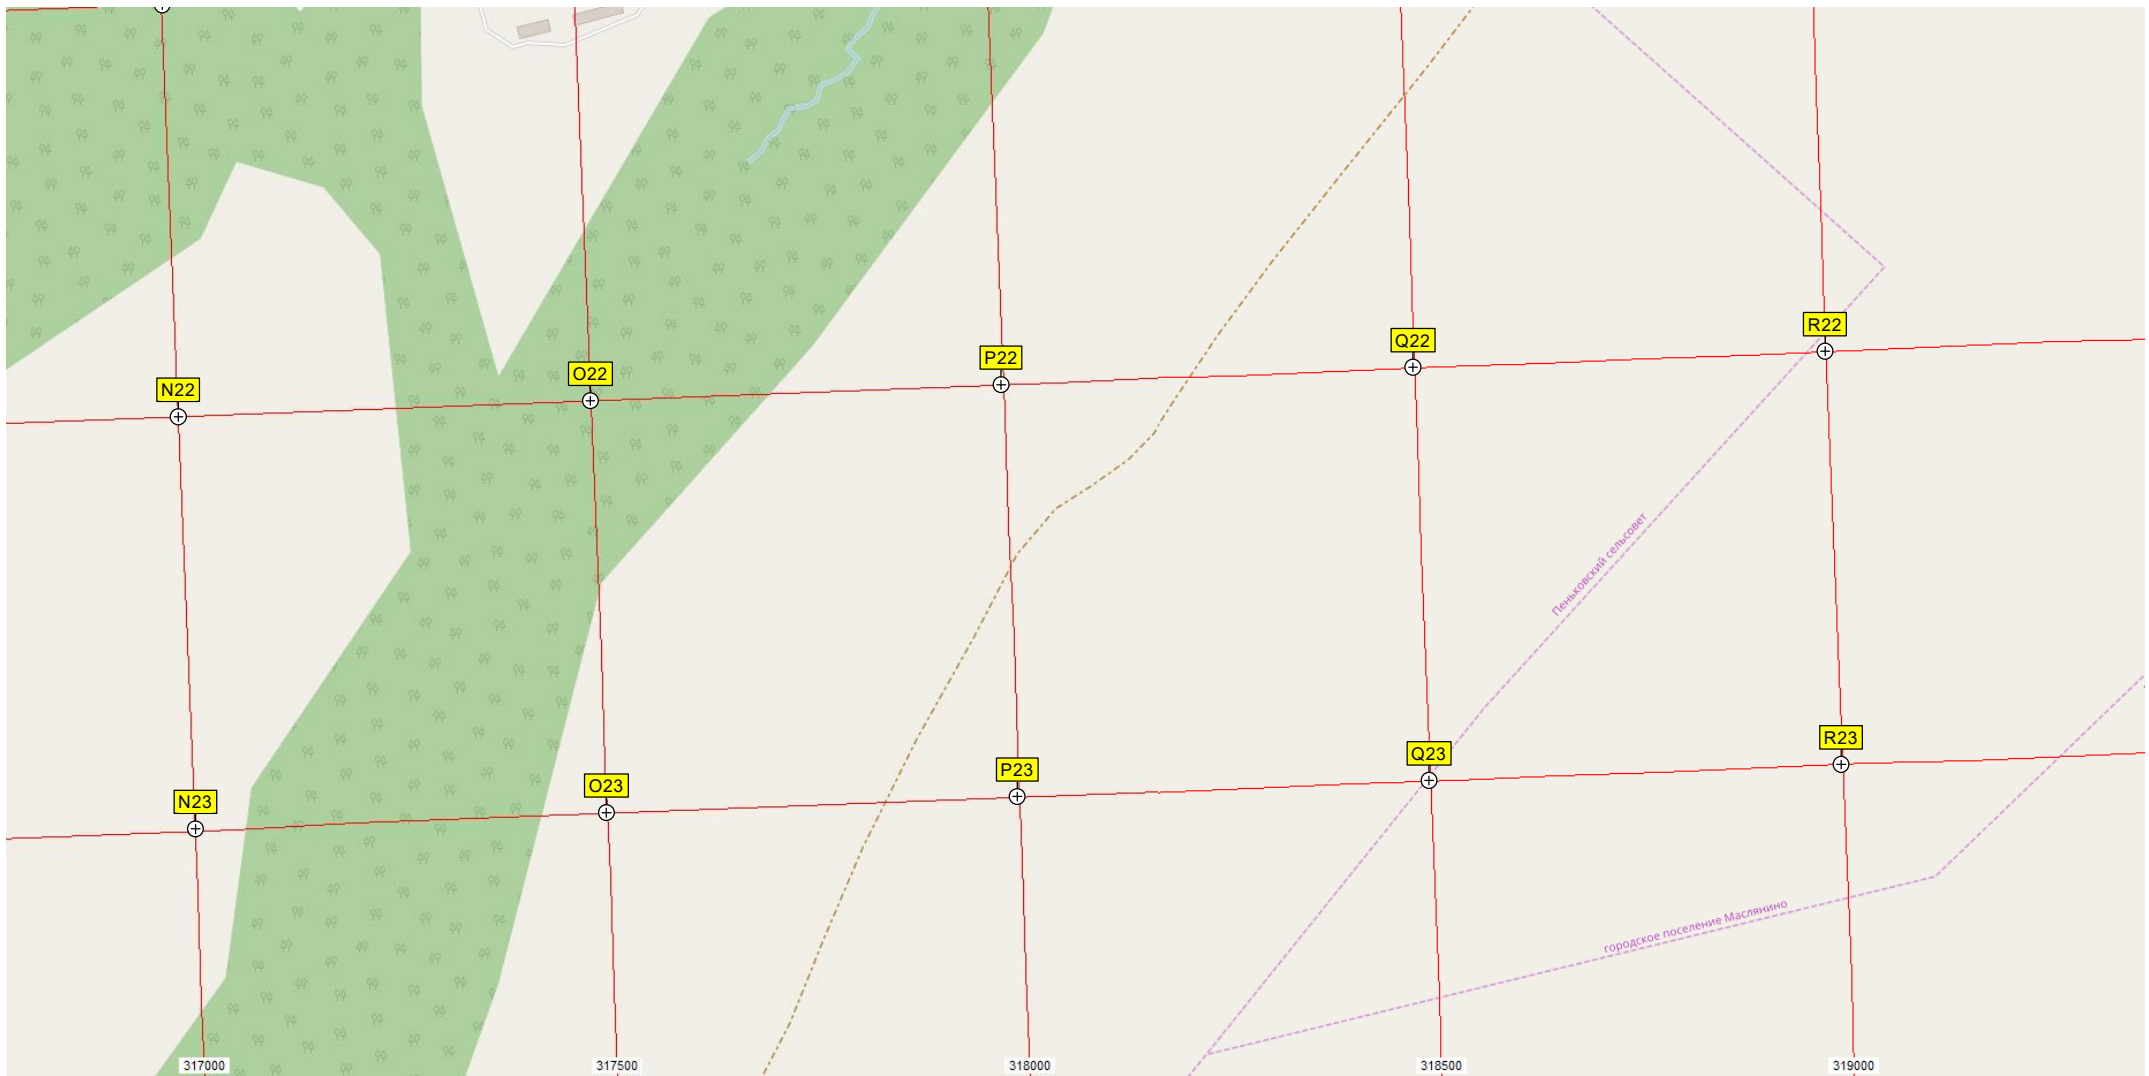 R22
Q22
P22
O22
N22
Пеньковский сельсовет
R23
Q23
P23
O23
N23
городское поселение Маслянино
317000
317500
318000
318500
319000